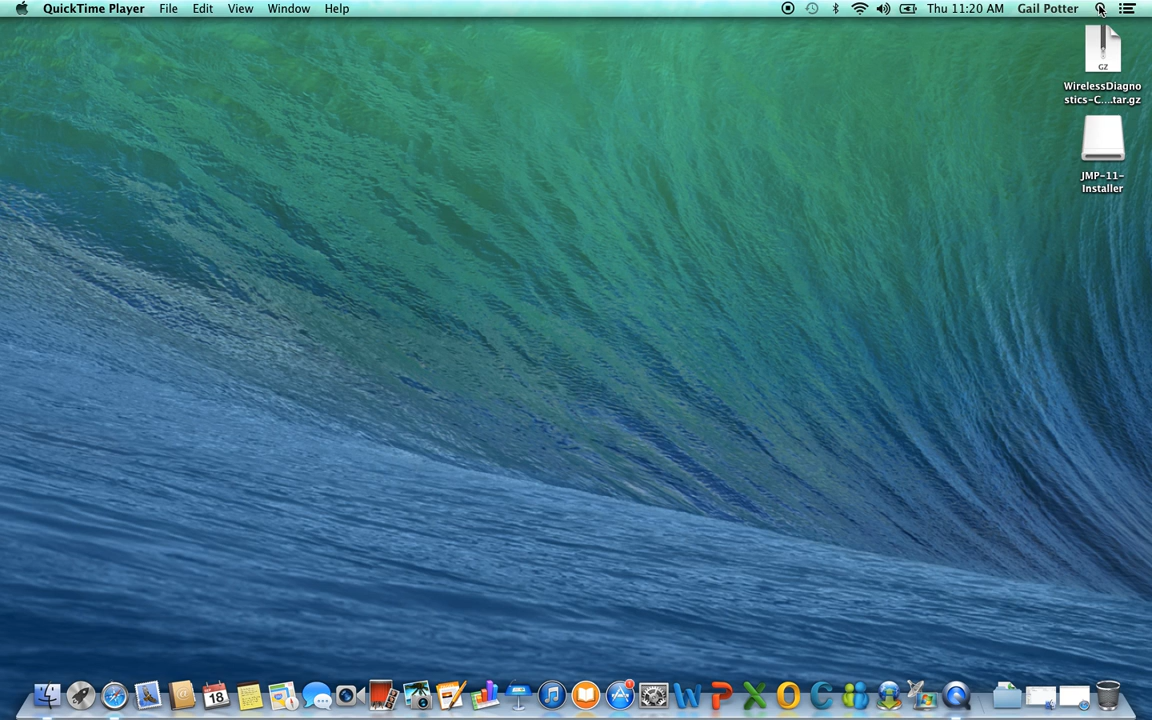 QuickTime Player File Edit View Window Help Thu 11:20 AM Gail Potter
GZ
WirelessDiagno
stics-C....tar.gz
JMP-11-
Installer
18